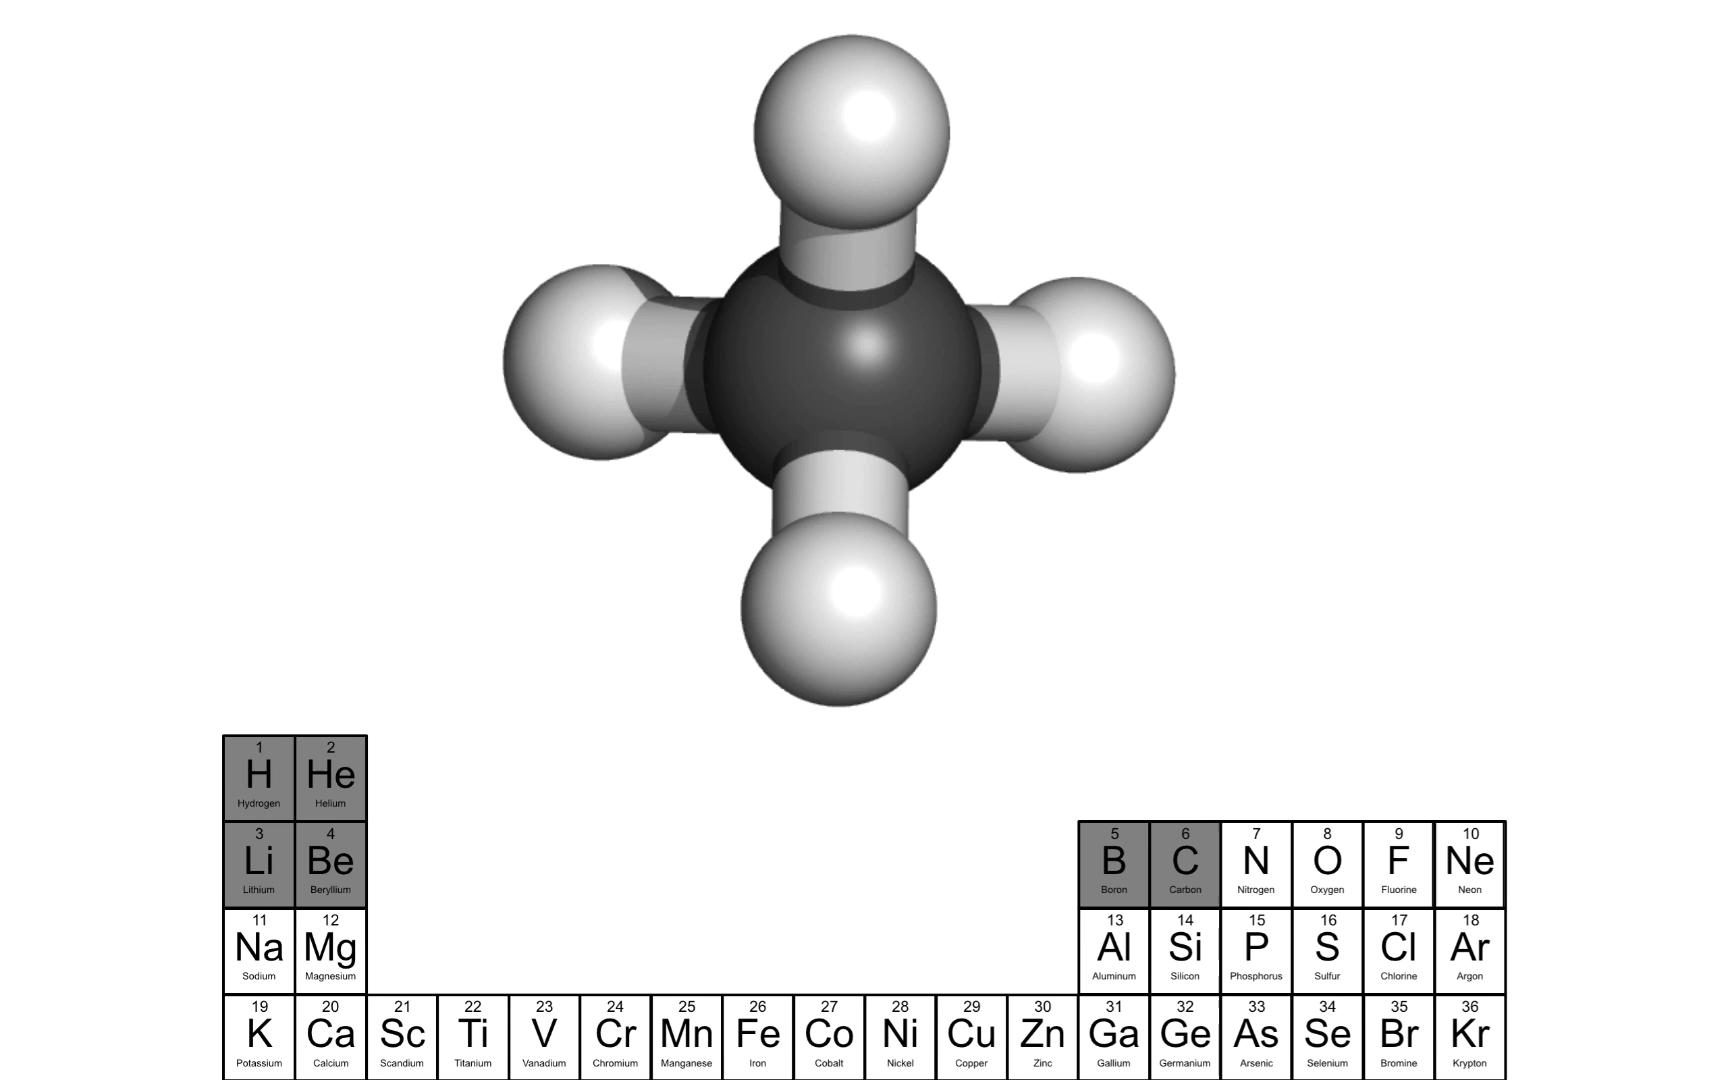 1 2
H He
Hydrogen Helium
3 4 5 6 7 8 9 10
Li Be B C N O F Ne
Lithium Beryllium Boron Carbon Nitrogen Oxygen Fluorine Neon
11 12 13 14 15 16 17 18
Na Mg Al Si P S Cl Ar
Sodium Magnesium Aluminum Silicon Phosphorus Sulfur Chlorine Argon
19 20 21 22 23 24 25 26 27 28 29 30 31 32 33 34 35 36
K Ca Sc Ti V Cr Mn Fe Co Ni Cu Zn Ga Ge As Se Br Kr
Potassium Calcium Scandium Titanium Vanadium Chromium Manganese Iron Cobalt Nickel Copper Zinc Gallium Germanium Arsenic Selenium Bromine Krypton